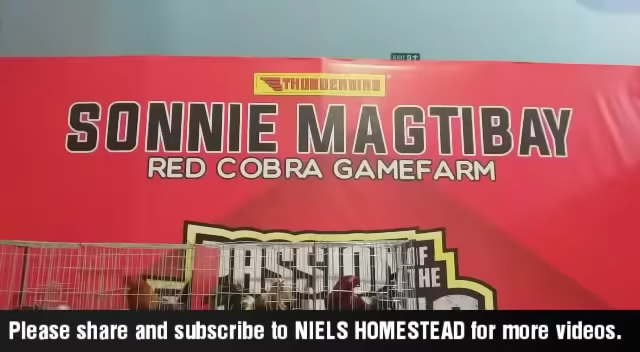 THUNDERBIRD
SONNIE MAGTIBAY
RED COBRA GAMEFARM
PASSION OF
THE
Please share and subscribe to NIELS HOMESTEAD for more videos.